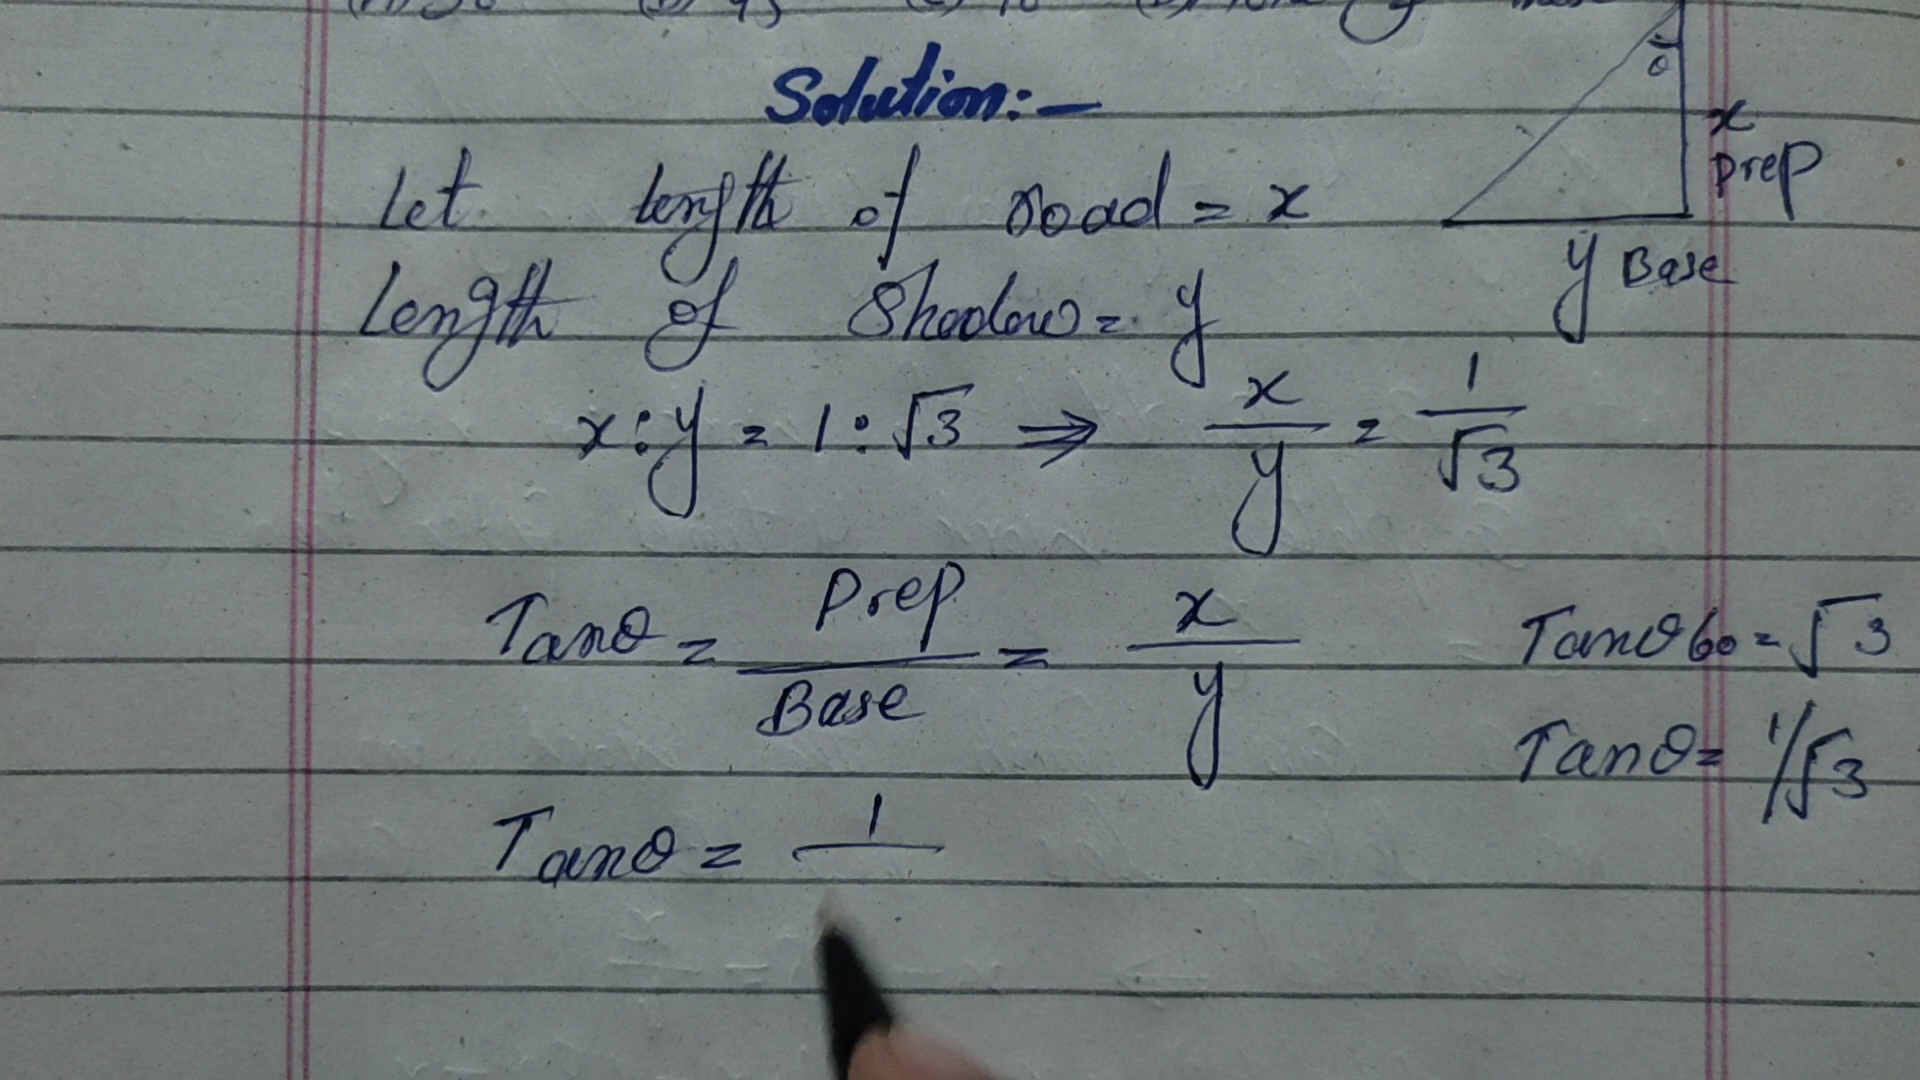 Solution:-
θ
x
Prep
Let length of road = x
y Base
Length of Shadow = y
x:y = 1:√3 ⇒ x/y = 1/√3
Tanθ = Prep/Base = x/y
Tanθ60 = √3
Tanθ = 1/√3
Tanθ = 1/